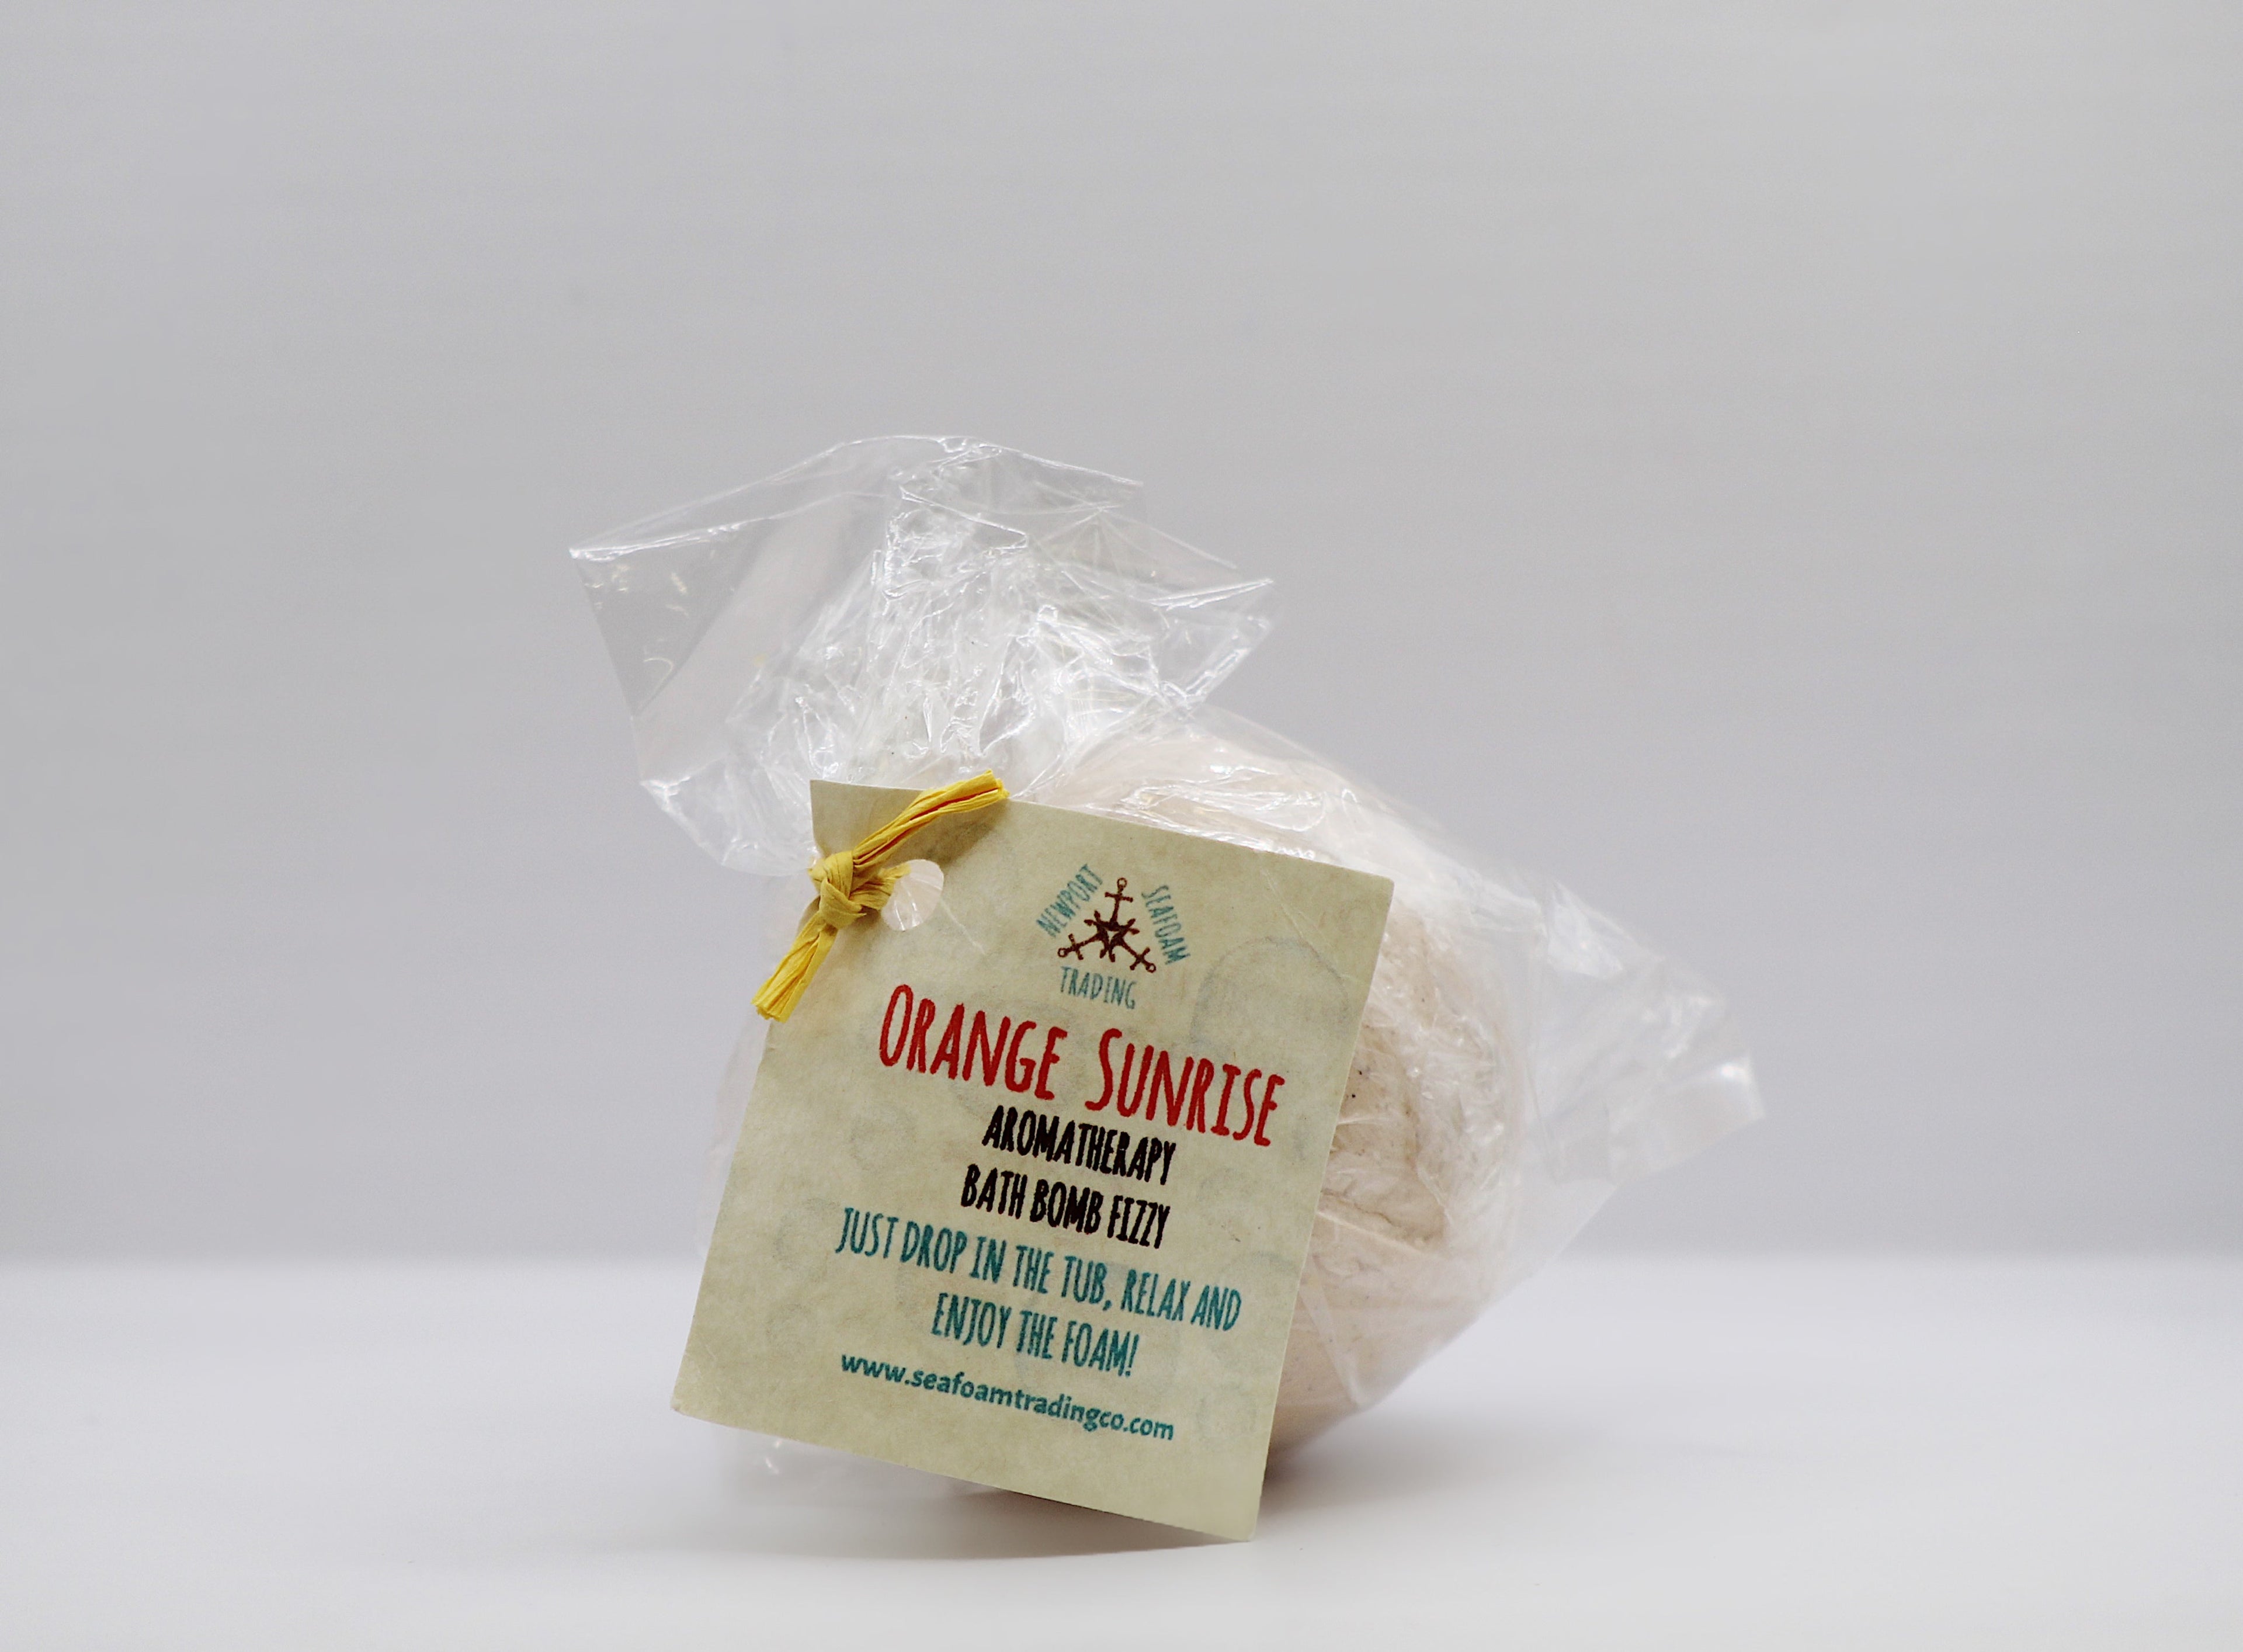 NEWPORT
SEAFOAM
TRADING
ORANGE SUNRISE
AROMATHERAPY
BATH BOMB FIZZY
JUST DROP IN THE TUB, RELAX AND
ENJOY THE FOAM!
www.seafoamtradingco.com